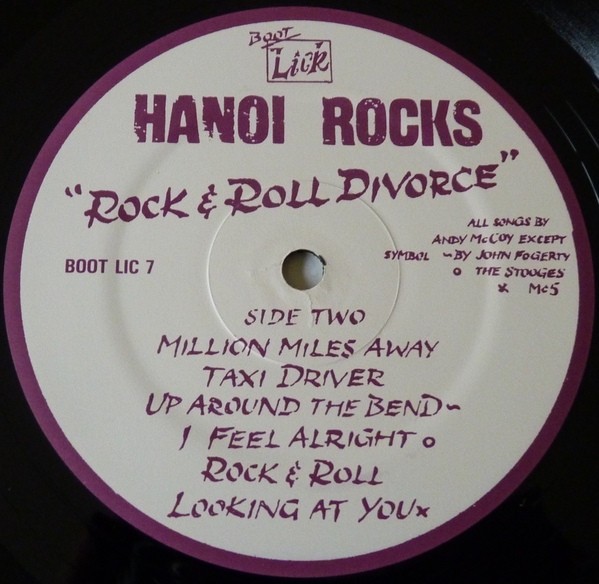 BOOT
LICK
HANOI ROCKS
"ROCK & ROLL DIVORCE"
ALL SONGS BY
ANDY McCOY EXCEPT
SYMBOL ~ BY JOHN FOGERTY
o THE STOOGES
x MC5
BOOT LIC 7
SIDE TWO
MILLION MILES AWAY
TAXI DRIVER
UP AROUND THE BEND~
I FEEL ALRIGHT o
ROCK & ROLL
LOOKING AT YOUx